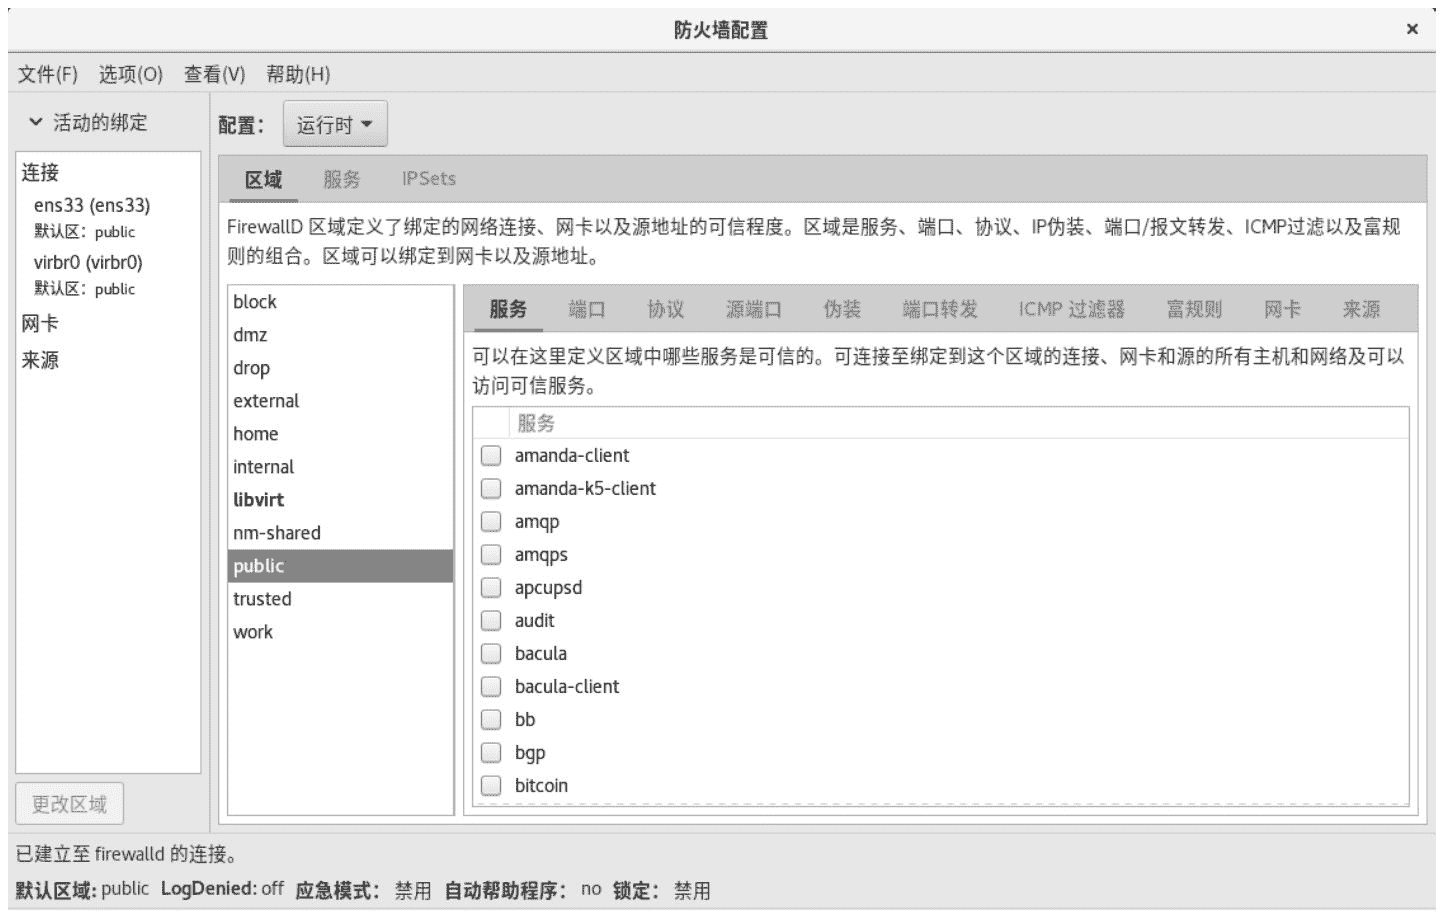 防火墙配置
×
文件(F) 选项(O) 查看(V) 帮助(H)
活动的绑定
连接
ens33 (ens33)
默认区：public
virbr0 (virbr0)
默认区：public
网卡
来源
更改区域
配置： 运行时
区域 服务 IPSets
FirewallD 区域定义了绑定的网络连接、网卡以及源地址的可信程度。区域是服务、端口、协议、IP伪装、端口/报文转发、ICMP过滤以及富规
则的组合。区域可以绑定到网卡以及源地址。
block
dmz
drop
external
home
internal
libvirt
nm-shared
public
trusted
work
服务 端口 协议 源端口 伪装 端口转发 ICMP 过滤器 富规则 网卡 来源
可以在这里定义区域中哪些服务是可信的。可连接至绑定到这个区域的连接、网卡和源的所有主机和网络及可以
访问可信服务。
服务
amanda-client
amanda-k5-client
amqp
amqps
apcupsd
audit
bacula
bacula-client
bb
bgp
bitcoin
已建立至 firewalld 的连接。
默认区域: public LogDenied: off 应急模式： 禁用 自动帮助程序： no 锁定： 禁用